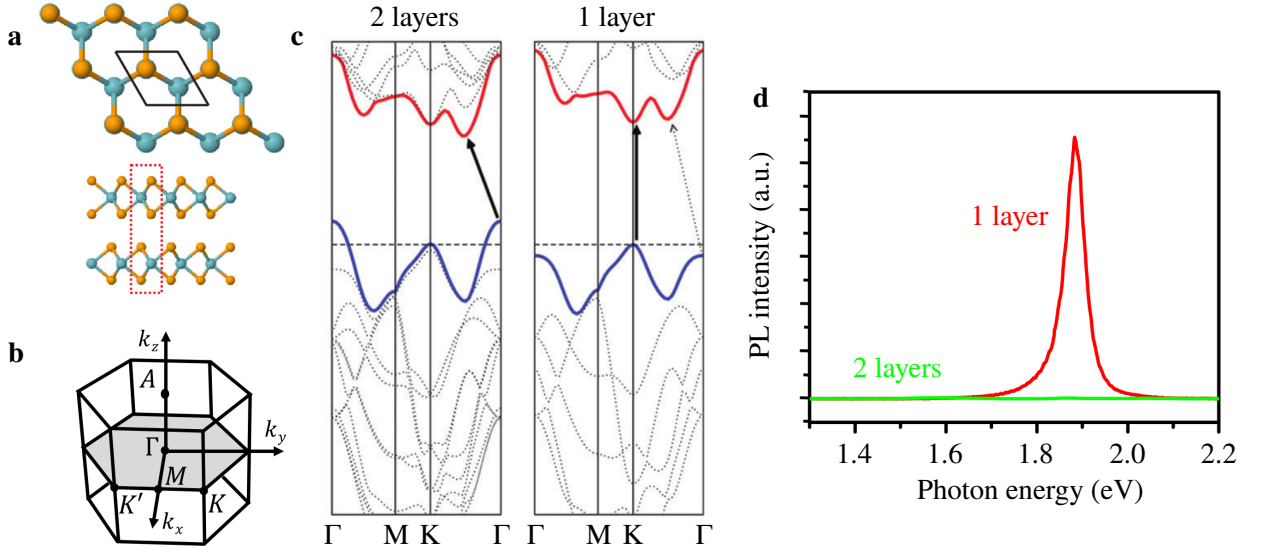 a
b
k_z
A
Γ
k_y
M
K′
K
k_x
c
2 layers
1 layer
Γ
M
K
Γ
Γ
M
K
Γ
d
PL intensity (a.u.)
1 layer
2 layers
1.4
1.6
1.8
2.0
2.2
Photon energy (eV)